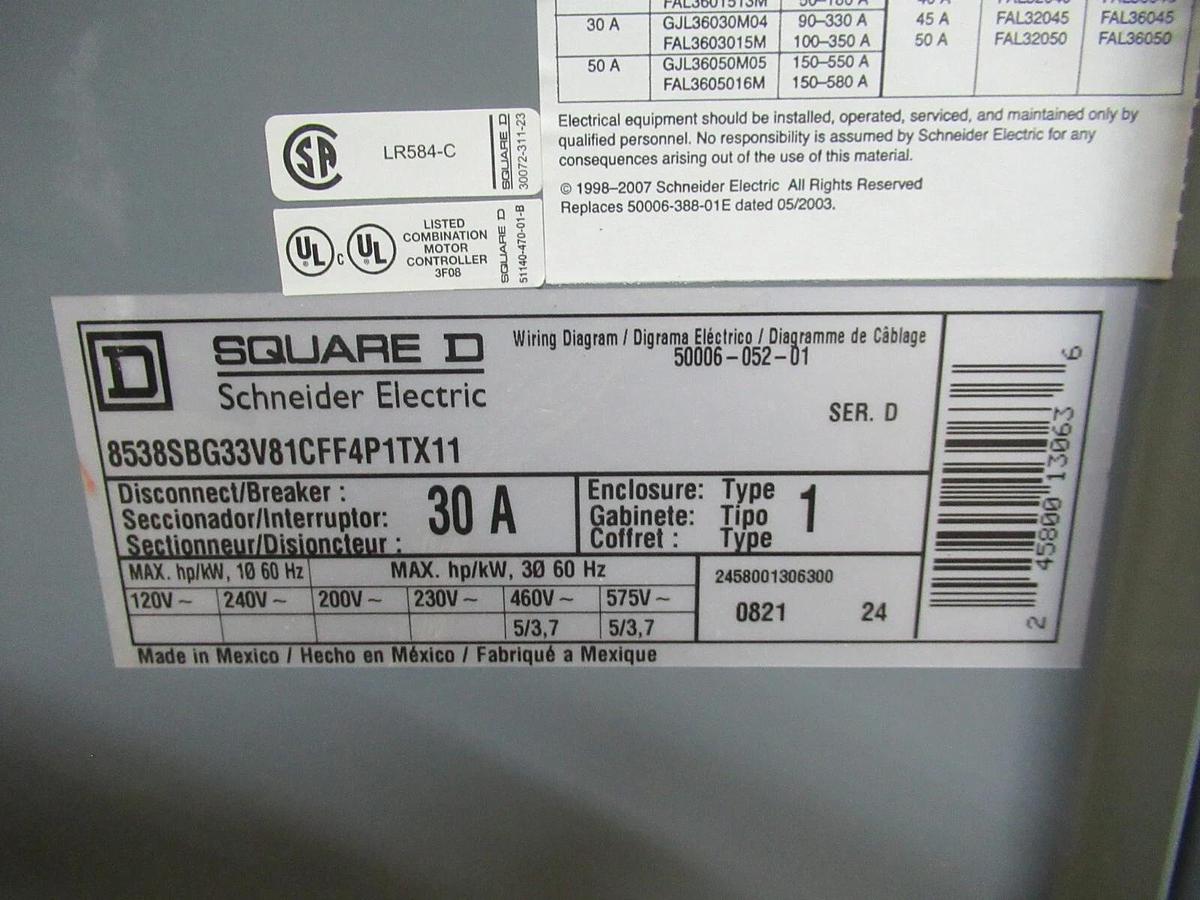 30 A GJL36030M04 90–330 A 45 A FAL32045 FAL36045
FAL3603015M 100–350 A 50 A FAL32050 FAL36050
50 A GJL36050M05 150–550 A
FAL3605016M 150–580 A
Electrical equipment should be installed, operated, serviced, and maintained only by
qualified personnel. No responsibility is assumed by Schneider Electric for any
consequences arising out of the use of this material.
© 1998–2007 Schneider Electric All Rights Reserved
Replaces 50006-388-01E dated 05/2003.
SA
LR584-C
SQUARE D
30072-311-23
UL
c UL
LISTED
COMBINATION
MOTOR
CONTROLLER
3F08
SQUARE D
51140-470-01-B
D
SQUARE D
Schneider Electric
Wiring Diagram / Digrama Eléctrico / Diagramme de Câblage
50006-052-01
SER. D
8538SBG33V81CFF4P1TX11
Disconnect/Breaker :
Seccionador/Interruptor:
Sectionneur/Disjoncteur :
30 A
Enclosure: Type
Gabinete: Tipo
Coffret : Type
1
MAX. hp/kW, 1Ø 60 Hz MAX. hp/kW, 3Ø 60 Hz
120V ~ 240V ~ 200V ~ 230V ~ 460V ~ 575V ~
5/3,7 5/3,7
2458001306300
0821 24
Made in Mexico / Hecho en México / Fabriqué a Mexique
2 45800 13063 6